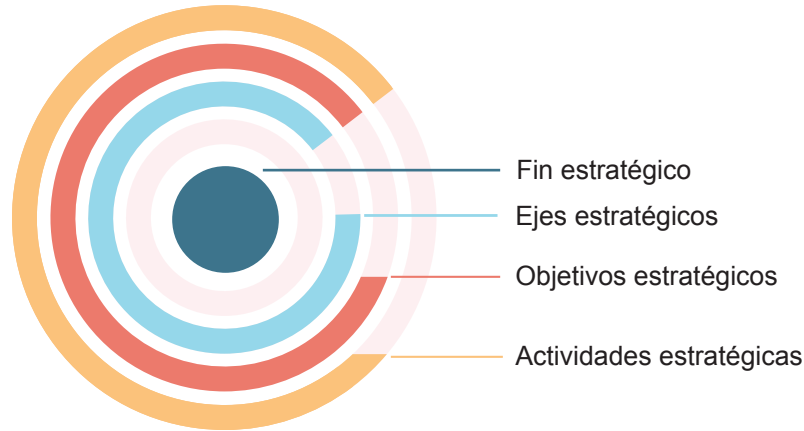 Fin estratégico
Ejes estratégicos
Objetivos estratégicos
Actividades estratégicas